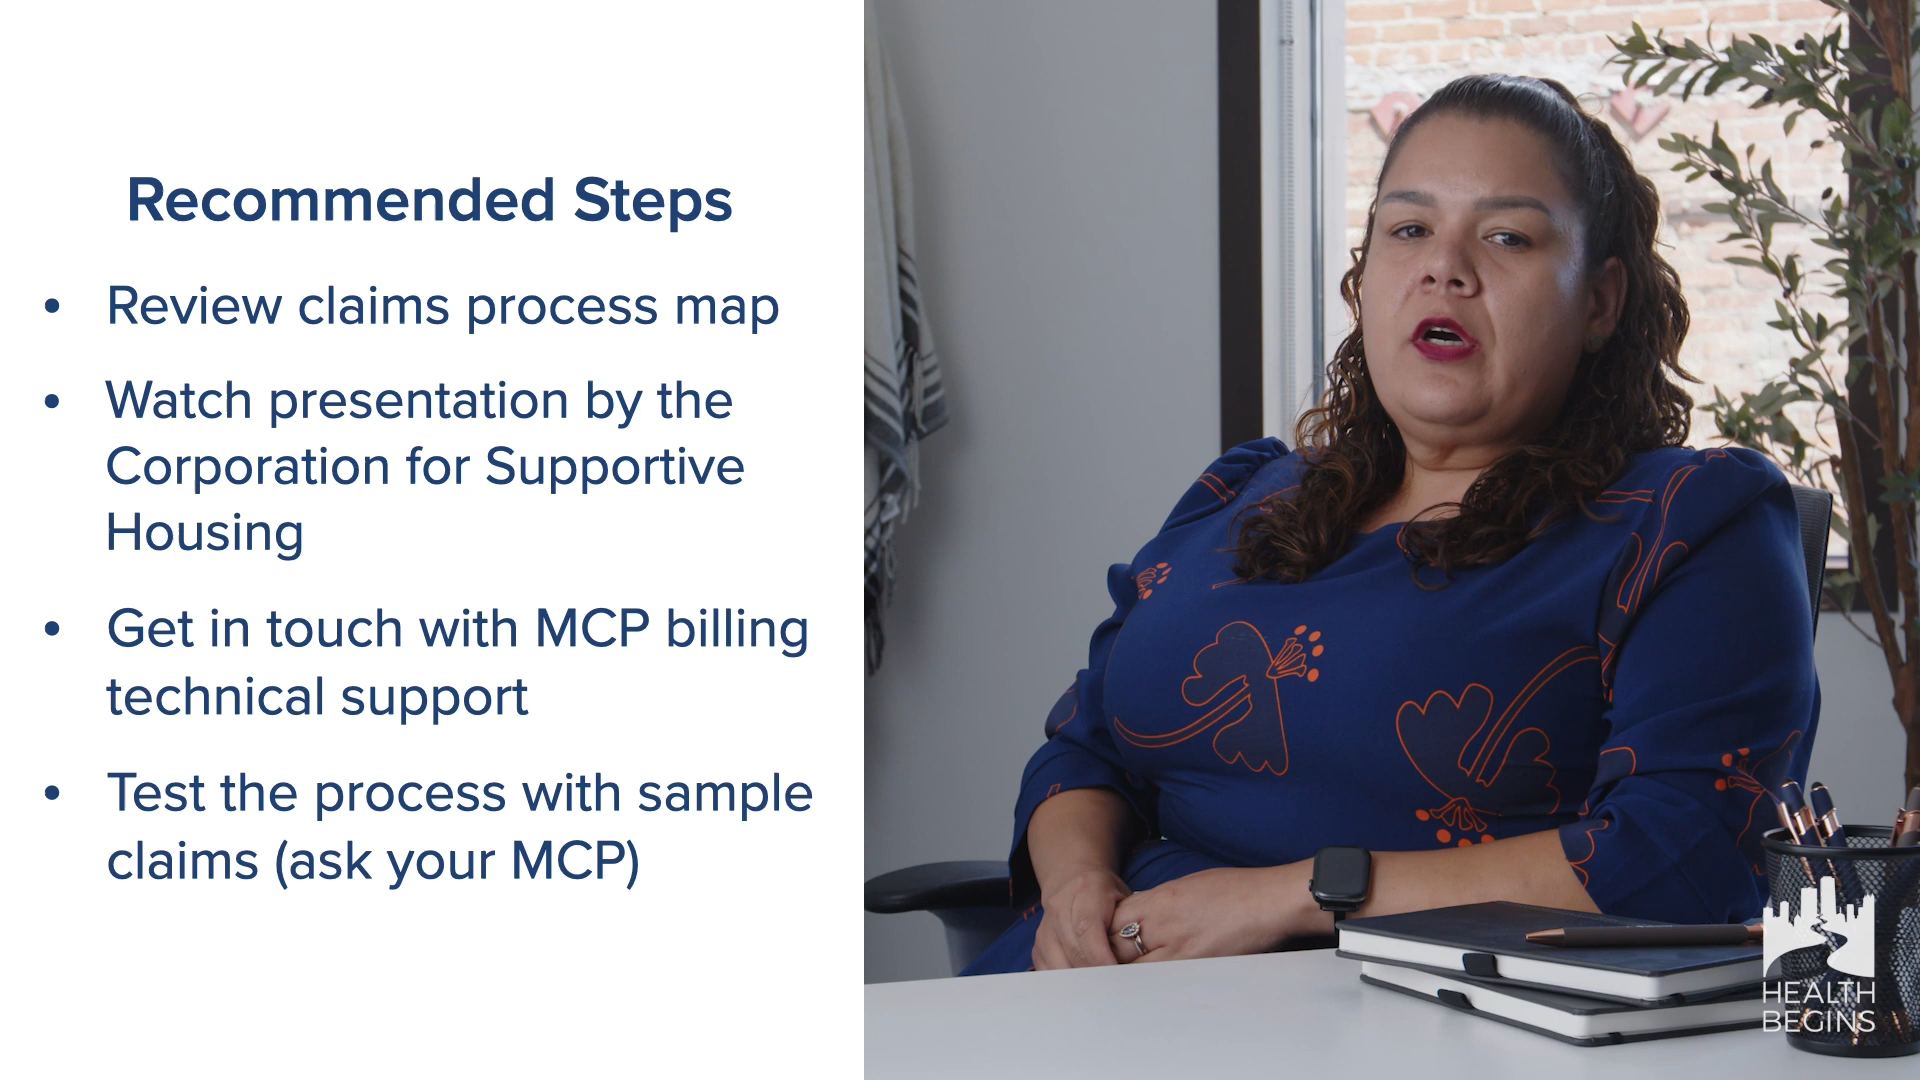 Recommended Steps
• Review claims process map
• Watch presentation by the
Corporation for Supportive
Housing
• Get in touch with MCP billing
technical support
• Test the process with sample
claims (ask your MCP)
HEALTH
BEGINS